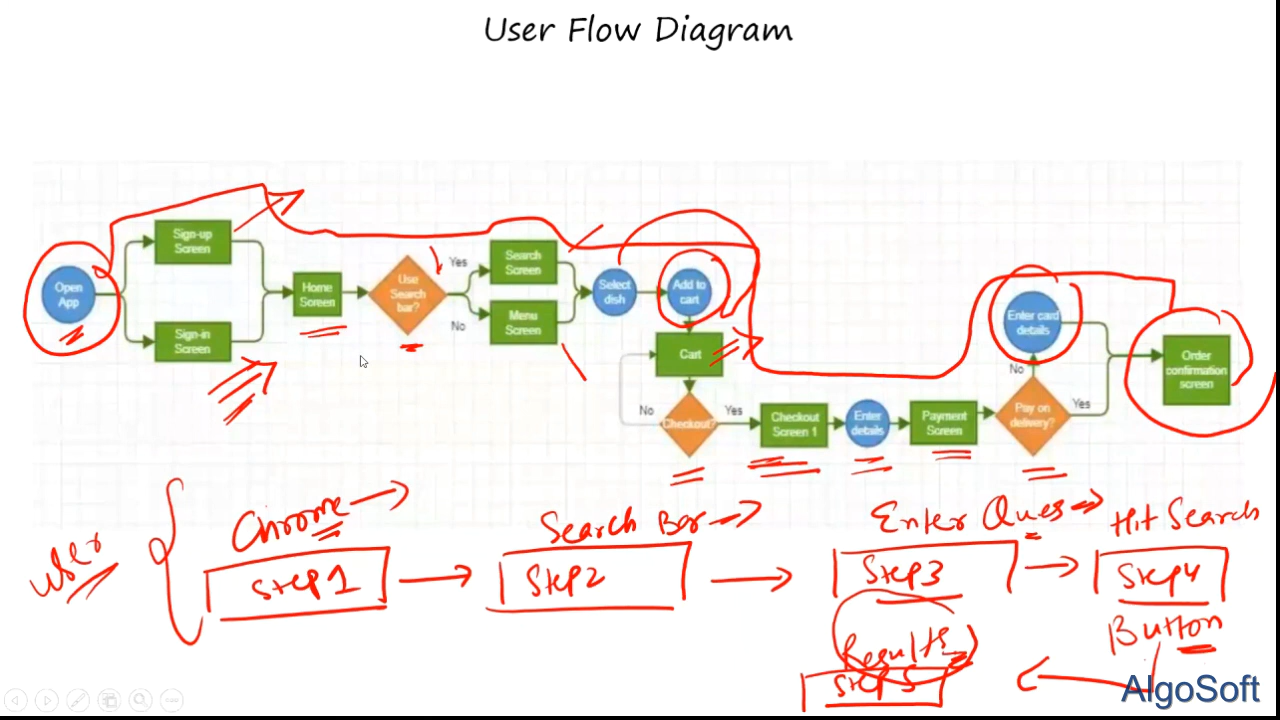 User Flow Diagram
Open
App
Sign-up
Screen
Sign-in
Screen
Home
Screen
Use
Search
bar?
Yes
No
Search
Screen
Menu
Screen
Select
dish
Add to
cart
Cart
Checkout?
No
Yes
Checkout
Screen 1
Enter
details
Payment
Screen
Pay on
delivery?
No
Yes
Enter card
details
Order
confirmation
screen
User
Chrome
Step 1
Search Bar
Step 2
Enter Ques
Step 3
Hit Search
Step 4
Button
Results
Step 5
AlgoSoft